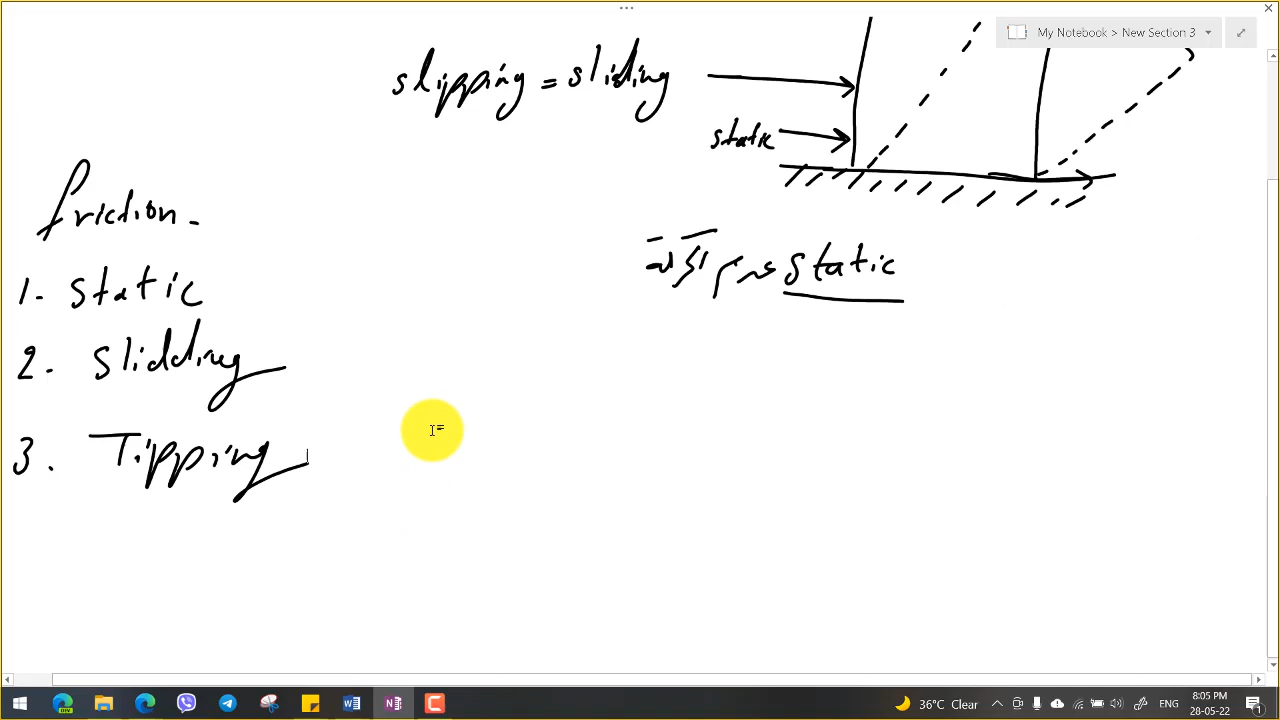 My Notebook > New Section 3
slipping = sliding
static
friction -
static
1. static
2. slidding
3. Tipping
36°C Clear
ENG
8:05 PM
28-05-22